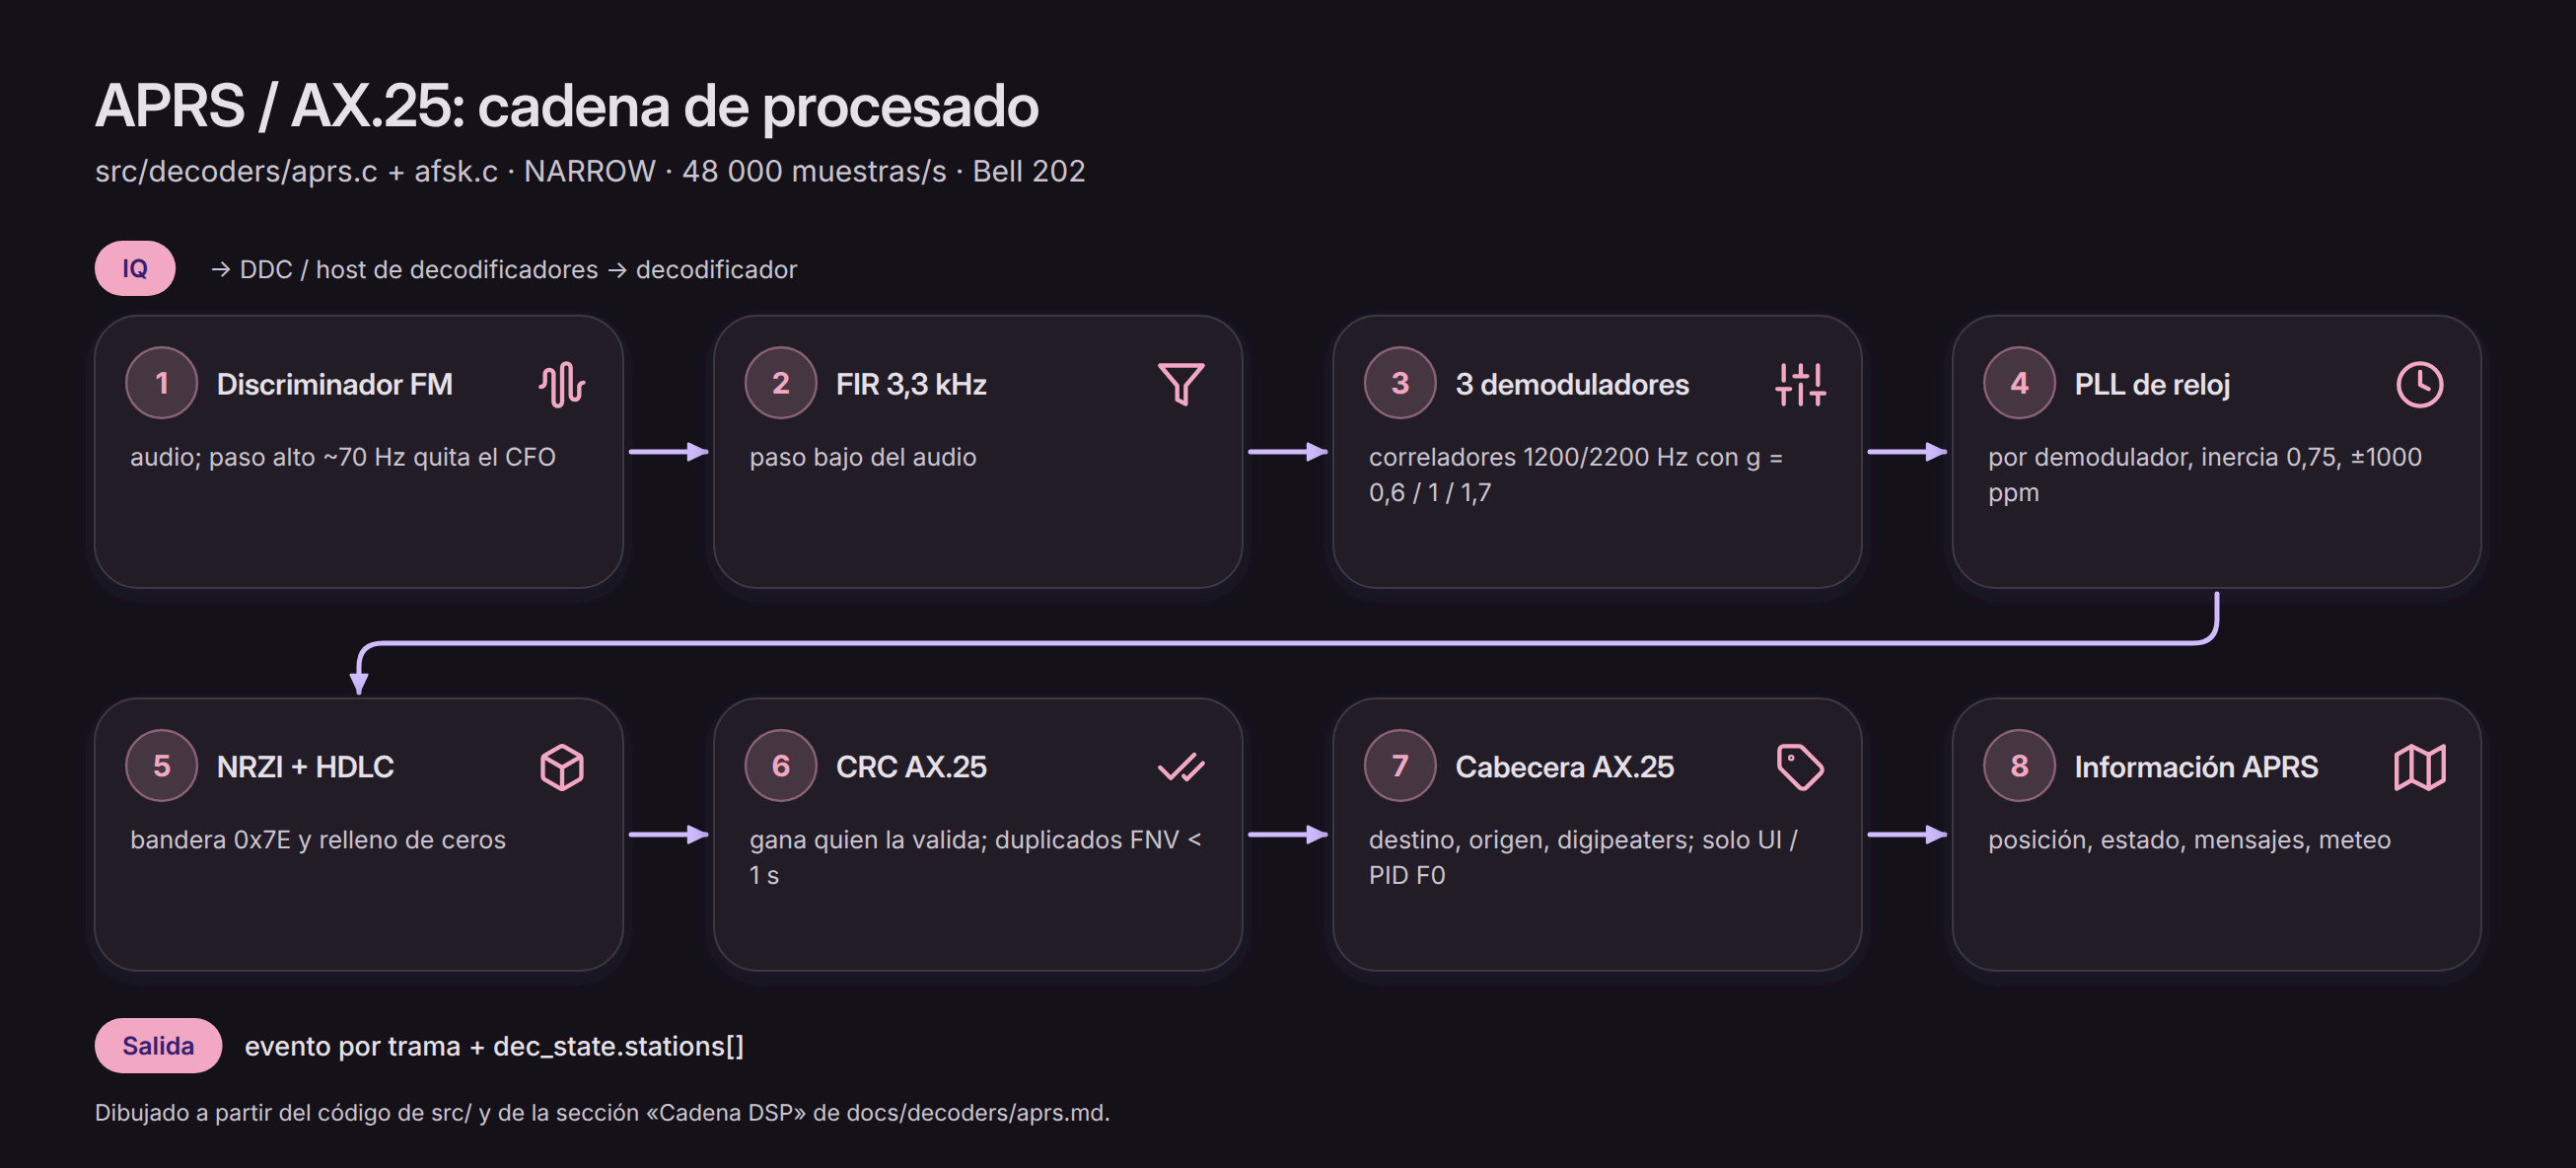 APRS / AX.25: cadena de procesado
src/decoders/aprs.c + afsk.c · NARROW · 48 000 muestras/s · Bell 202
IQ → DDC / host de decodificadores → decodificador
1 Discriminador FM
audio; paso alto ~70 Hz quita el CFO
2 FIR 3,3 kHz
paso bajo del audio
3 3 demoduladores
correladores 1200/2200 Hz con g =
0,6 / 1 / 1,7
4 PLL de reloj
por demodulador, inercia 0,75, ±1000
ppm
5 NRZI + HDLC
bandera 0x7E y relleno de ceros
6 CRC AX.25
gana quien la valida; duplicados FNV <
1 s
7 Cabecera AX.25
destino, origen, digipeaters; solo UI /
PID F0
8 Información APRS
posición, estado, mensajes, meteo
Salida evento por trama + dec_state.stations[]
Dibujado a partir del código de src/ y de la sección «Cadena DSP» de docs/decoders/aprs.md.